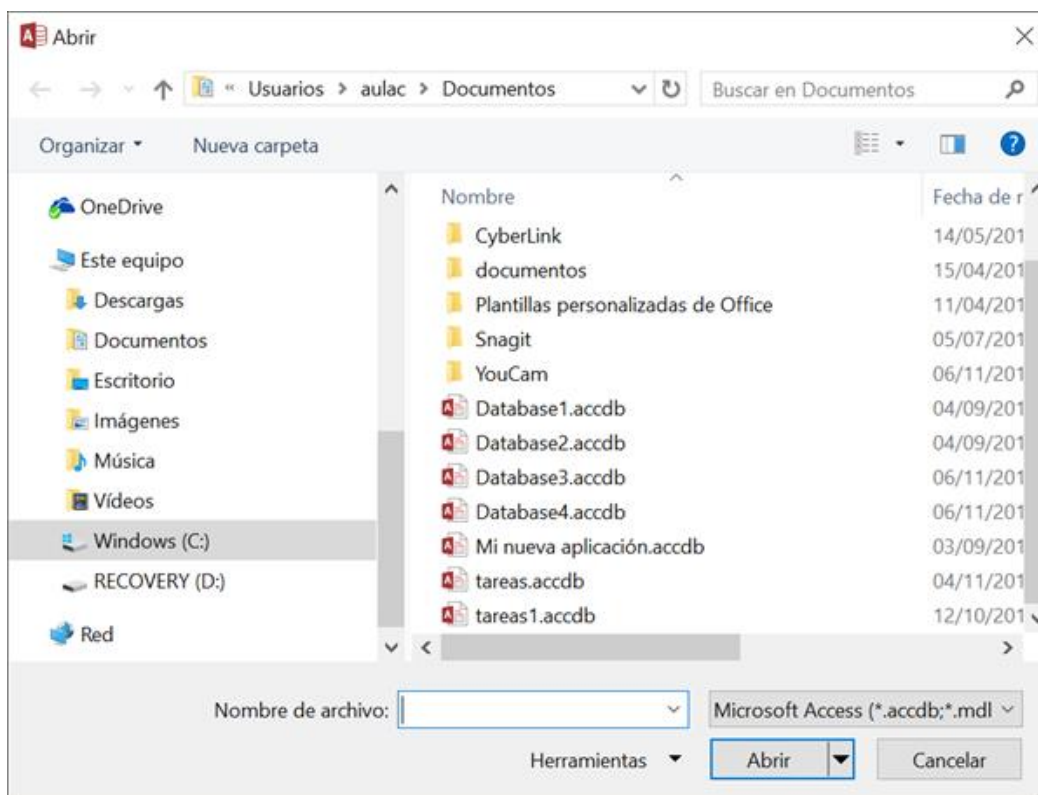 Abrir
« Usuarios > aulac > Documentos
Buscar en Documentos
Organizar
Nueva carpeta
OneDrive
Este equipo
Descargas
Documentos
Escritorio
Imágenes
Música
Vídeos
Windows (C:)
RECOVERY (D:)
Red
Nombre
Fecha de r
CyberLink
14/05/201
documentos
15/04/201
Plantillas personalizadas de Office
11/04/201
Snagit
05/07/201
YouCam
06/11/201
Database1.accdb
04/09/201
Database2.accdb
04/09/201
Database3.accdb
06/11/201
Database4.accdb
06/11/201
Mi nueva aplicación.accdb
03/09/201
tareas.accdb
04/11/201
tareas1.accdb
12/10/201
Nombre de archivo:
Microsoft Access (*.accdb;*.mdl
Herramientas
Abrir
Cancelar